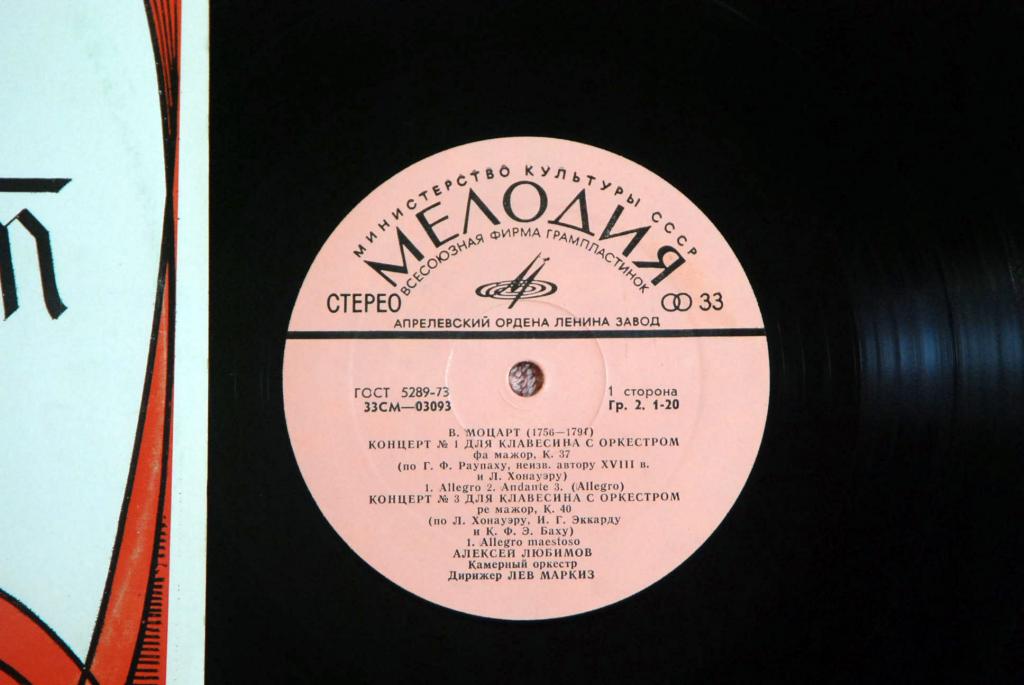 МИНИСТЕРСТВО КУЛЬТУРЫ СССР
МЕЛОДИЯ
ВСЕСОЮЗНАЯ ФИРМА ГРАМПЛАСТИНОК
СТЕРЕО
33
АПРЕЛЕВСКИЙ ОРДЕНА ЛЕНИНА ЗАВОД
ГОСТ 5289-73
1 сторона
33СМ—03093
Гр. 2. 1-20
В. МОЦАРТ (1756—1791)
КОНЦЕРТ № 1 ДЛЯ КЛАВЕСИНА С ОРКЕСТРОМ
фа мажор, К. 37
(по Г. Ф. Раупаху, неизв. автору XVIII в.
и Л. Хонауэру)
1. Allegro 2. Andante 3. (Allegro)
КОНЦЕРТ № 3 ДЛЯ КЛАВЕСИНА С ОРКЕСТРОМ
ре мажор, К. 40
(по Л. Хонауэру, И. Г. Эккарду
и К. Ф. Э. Баху)
1. Allegro maestoso
АЛЕКСЕЙ ЛЮБИМОВ
Камерный оркестр
Дирижер ЛЕВ МАРКИЗ